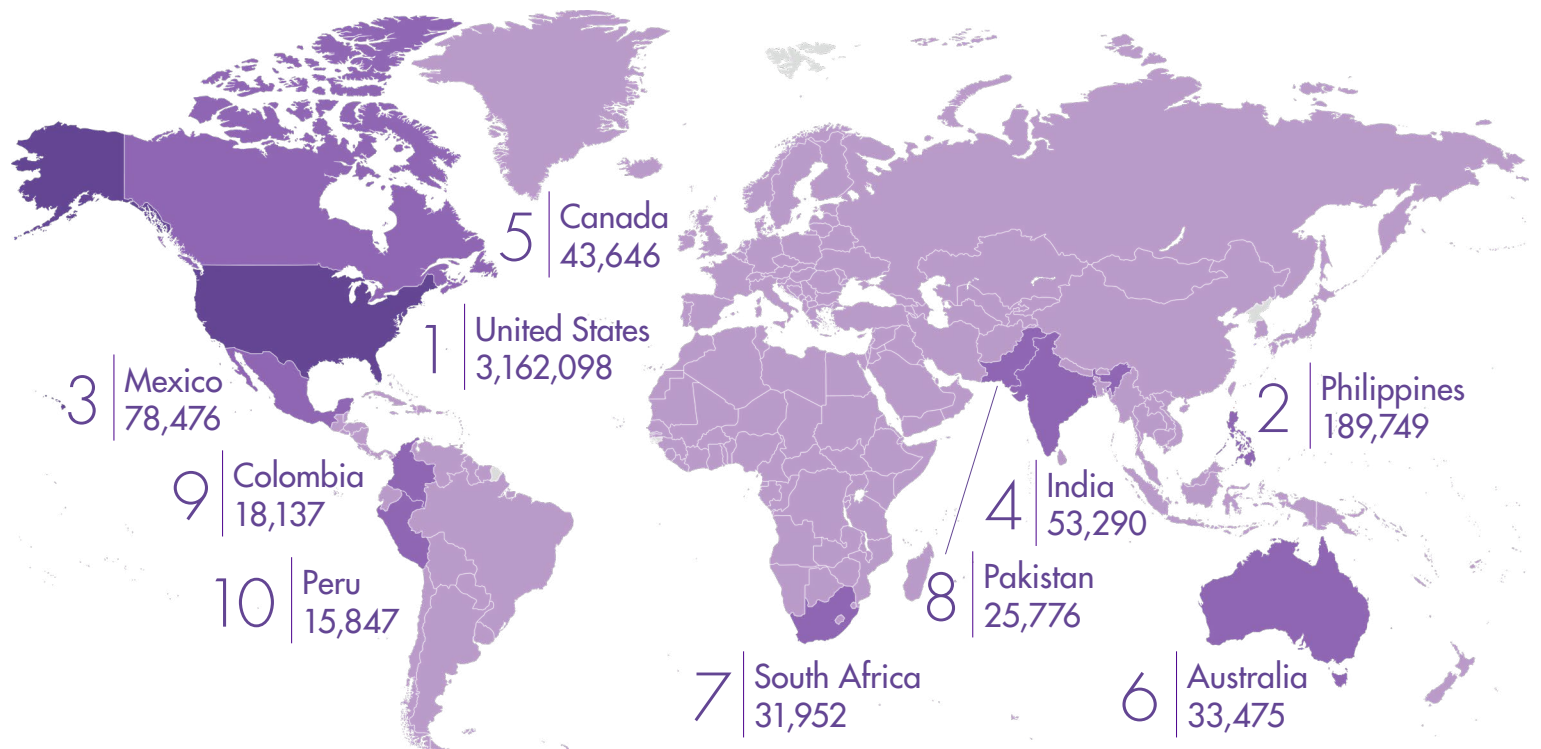 5
Canada
43,646
1
United States
3,162,098
3
Mexico
78,476
2
Philippines
189,749
9
Colombia
18,137
4
India
53,290
10
Peru
15,847
8
Pakistan
25,776
7
South Africa
31,952
6
Australia
33,475